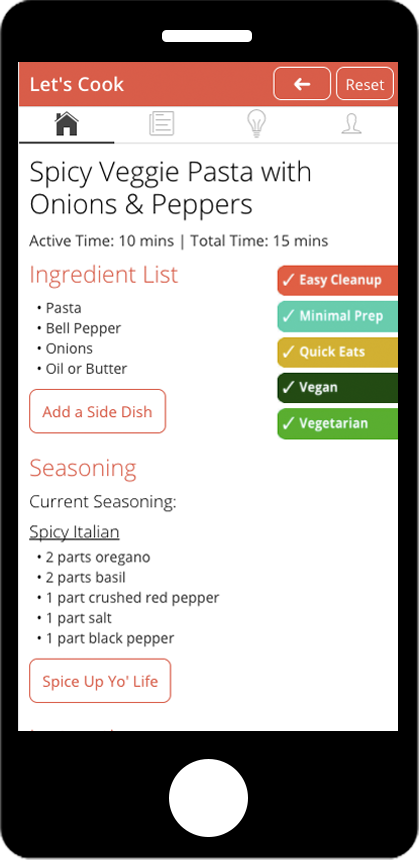 Let's Cook
Reset
Spicy Veggie Pasta with
Onions & Peppers
Active Time: 10 mins | Total Time: 15 mins
Ingredient List
• Pasta
• Bell Pepper
• Onions
• Oil or Butter
✓ Easy Cleanup
✓ Minimal Prep
✓ Quick Eats
✓ Vegan
✓ Vegetarian
Add a Side Dish
Seasoning
Current Seasoning:
Spicy Italian
• 2 parts oregano
• 2 parts basil
• 1 part crushed red pepper
• 1 part salt
• 1 part black pepper
Spice Up Yo' Life